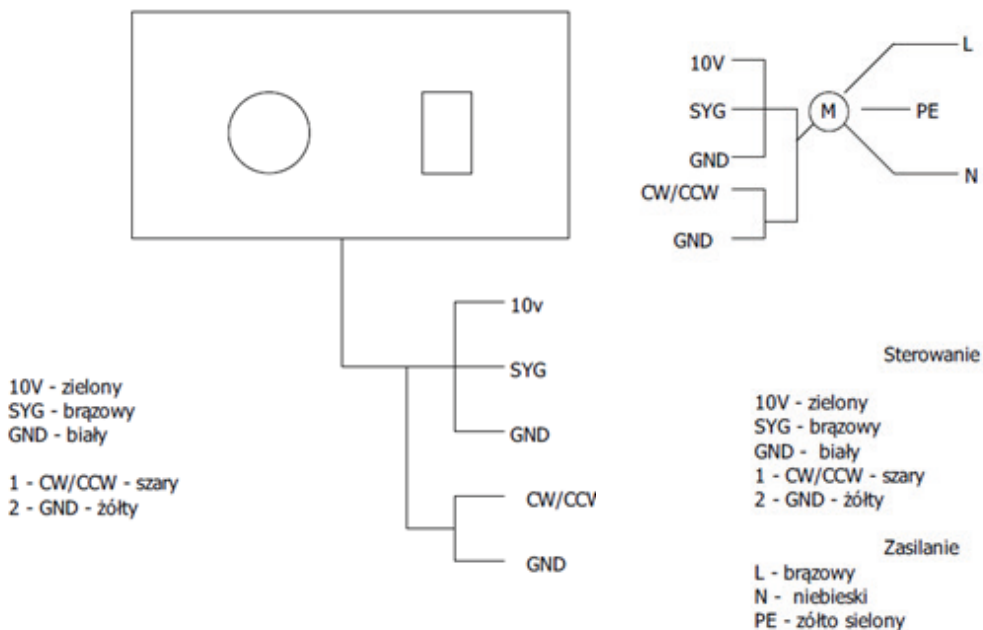 10V
SYG
GND
CW/CCW
GND
M
L
PE
N
10v
SYG
GND
CW/CCV
GND
10V - zielony
SYG - brązowy
GND - biały
1 - CW/CCW - szary
2 - GND - żółty
Sterowanie
10V - zielony
SYG - brązowy
GND - biały
1 - CW/CCW - szary
2 - GND - żółty
Zasilanie
L - brązowy
N - niebieski
PE - zółto sielony